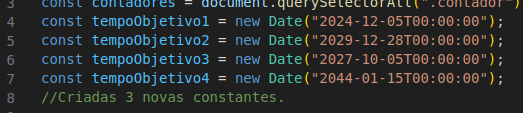 3 const contadores = document.querySelectorAll(".contador")
4 const tempoObjetivo1 = new Date("2024-12-05T00:00:00");
5 const tempoObjetivo2 = new Date("2029-12-28T00:00:00");
6 const tempoObjetivo3 = new Date("2027-10-05T00:00:00");
7 const tempoObjetivo4 = new Date("2044-01-15T00:00:00");
8 //Criadas 3 novas constantes.